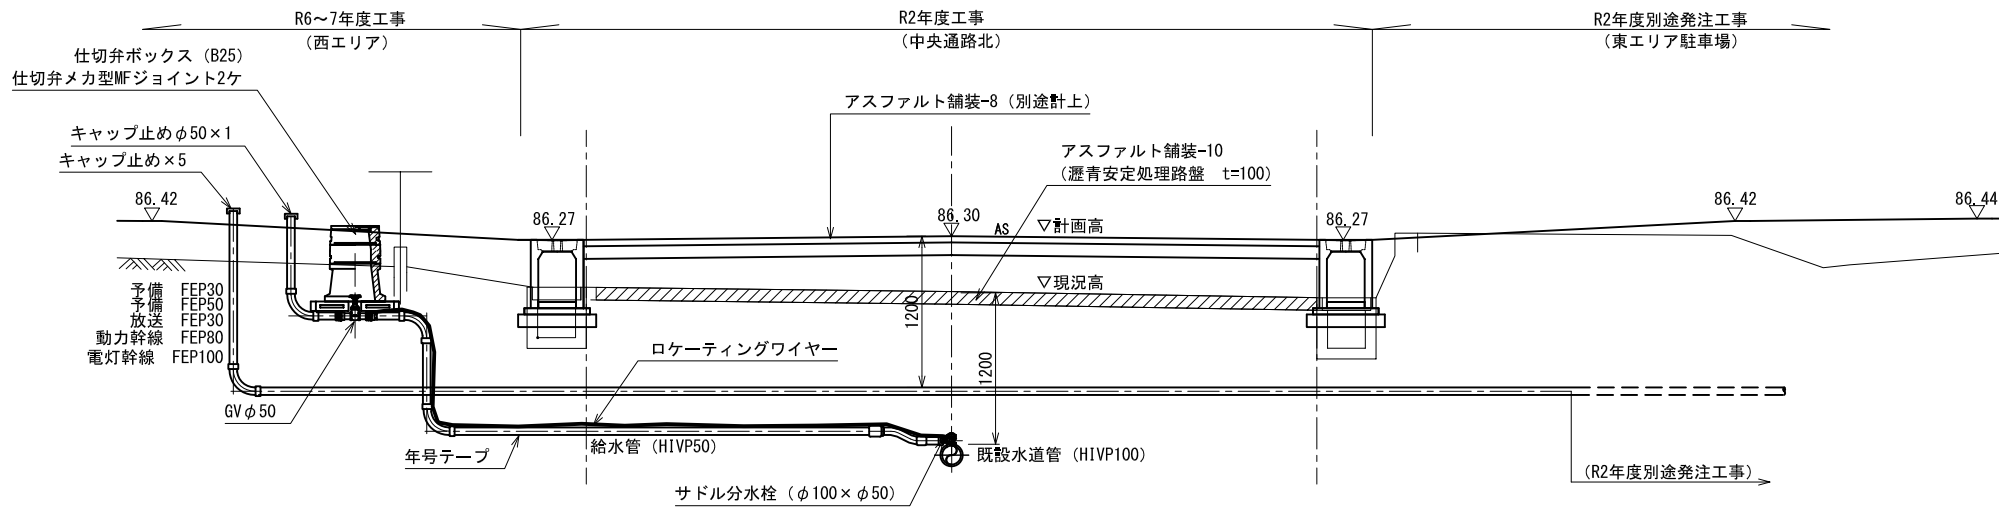 R6～7年度工事
（西エリア）
R2年度工事
（中央通路北）
R2年度別途発注工事
（東エリア駐車場）
仕切弁ボックス（B25）
仕切弁メカ型MFジョイント2ケ
キャップ止めφ50×1
キャップ止め×5
アスファルト舗装-8（別途計上）
アスファルト舗装-10
（瀝青安定処理路盤　t=100）
86.42
86.27
86.30
AS
▽計画高
86.27
86.42
86.44
▽現況高
予備　FEP30
予備　FEP50
放送　FEP30
動力幹線　FEP80
電灯幹線　FEP100
1200
1200
ロケーティングワイヤー
GVφ50
年号テープ
給水管（HIVP50）
既設水道管（HIVP100）
サドル分水栓（φ100×φ50）
（R2年度別途発注工事）